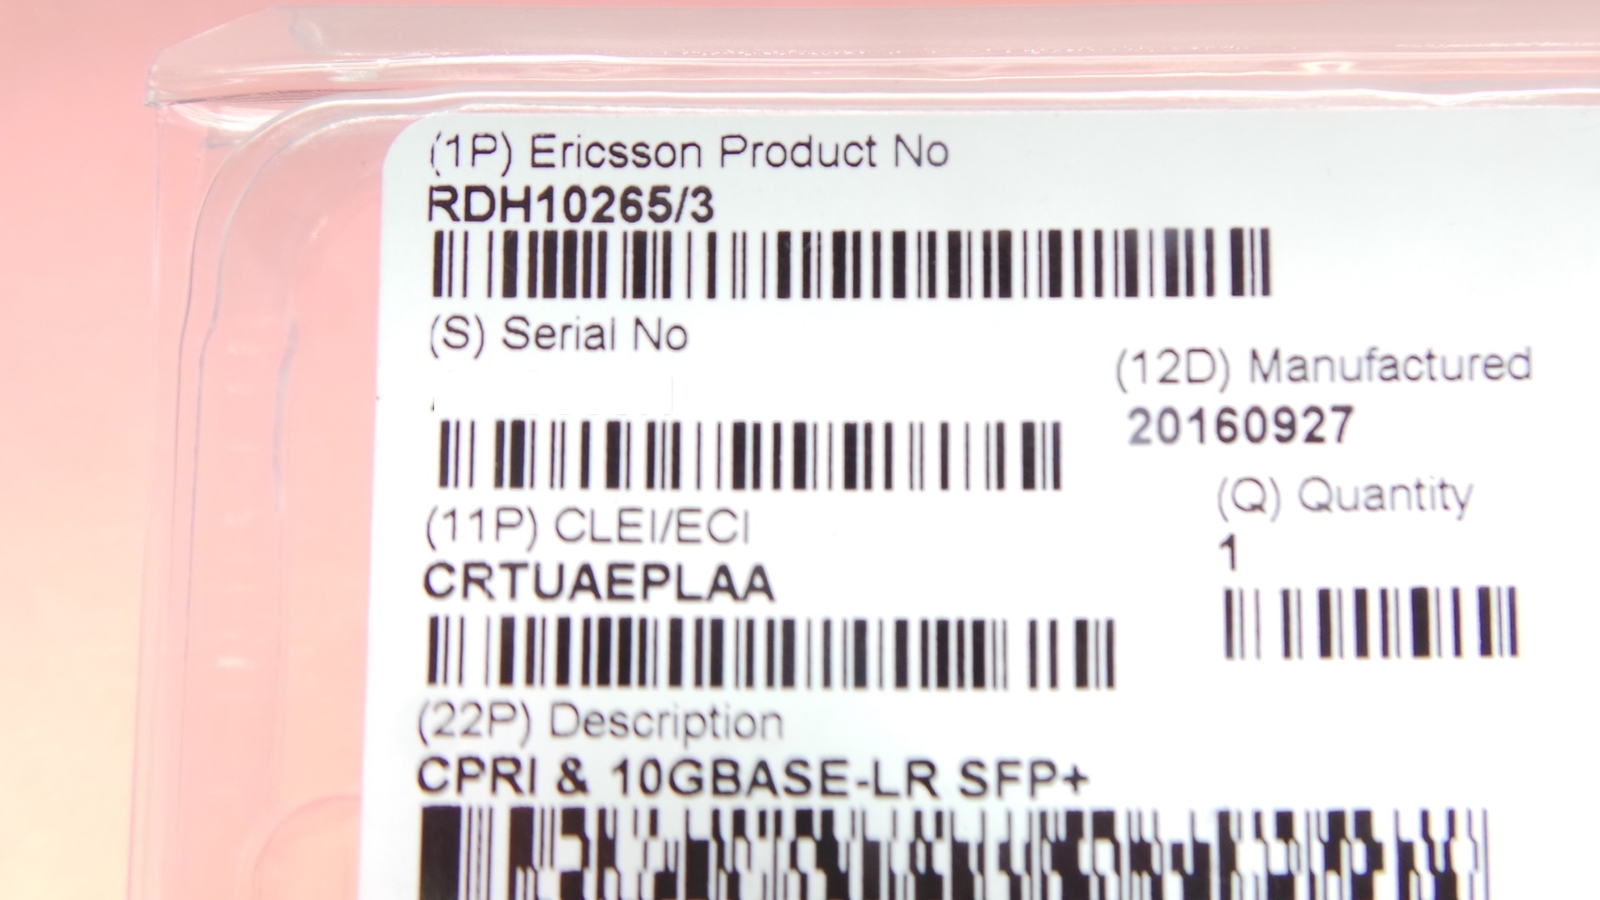 (1P) Ericsson Product No
RDH10265/3
(S) Serial No
(12D) Manufactured
20160927
(Q) Quantity
1
(11P) CLEI/ECI
CRTUAEPLAA
(22P) Description
CPRI & 10GBASE-LR SFP+